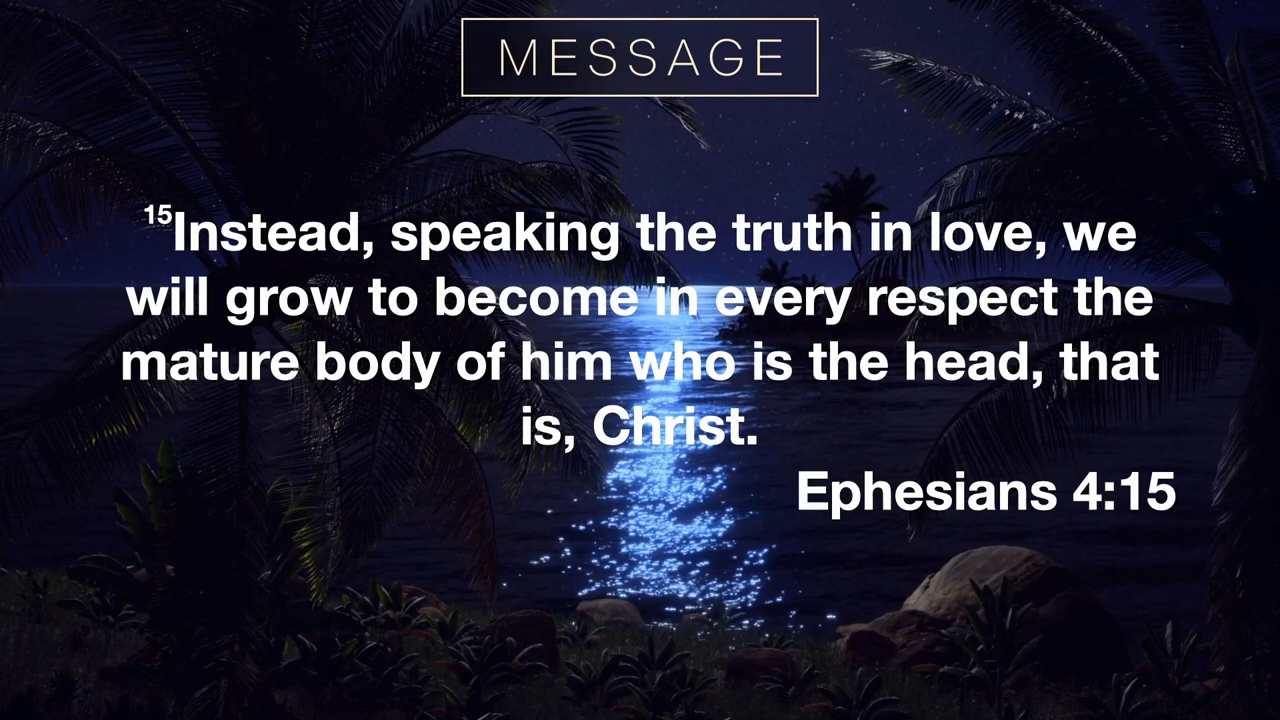 MESSAGE
15Instead, speaking the truth in love, we
will grow to become in every respect the
mature body of him who is the head, that
is, Christ.
Ephesians 4:15